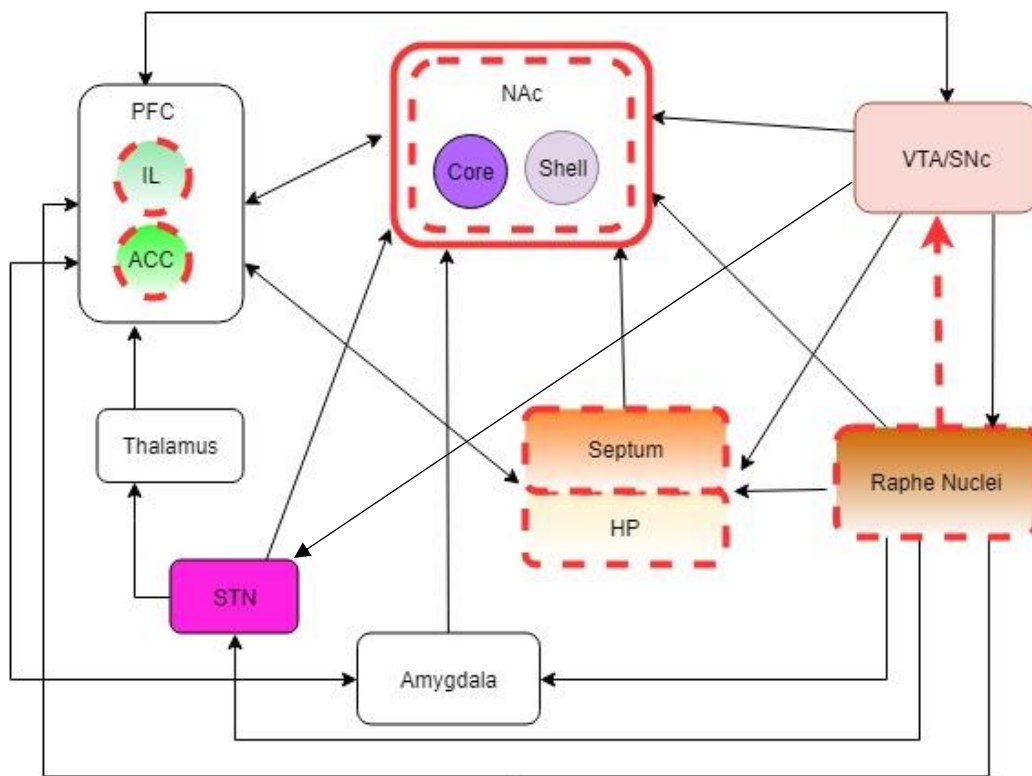 PFC
IL
ACC
NAc
Core
Shell
VTA/SNc
Thalamus
Septum
HP
Raphe Nuclei
STN
Amygdala